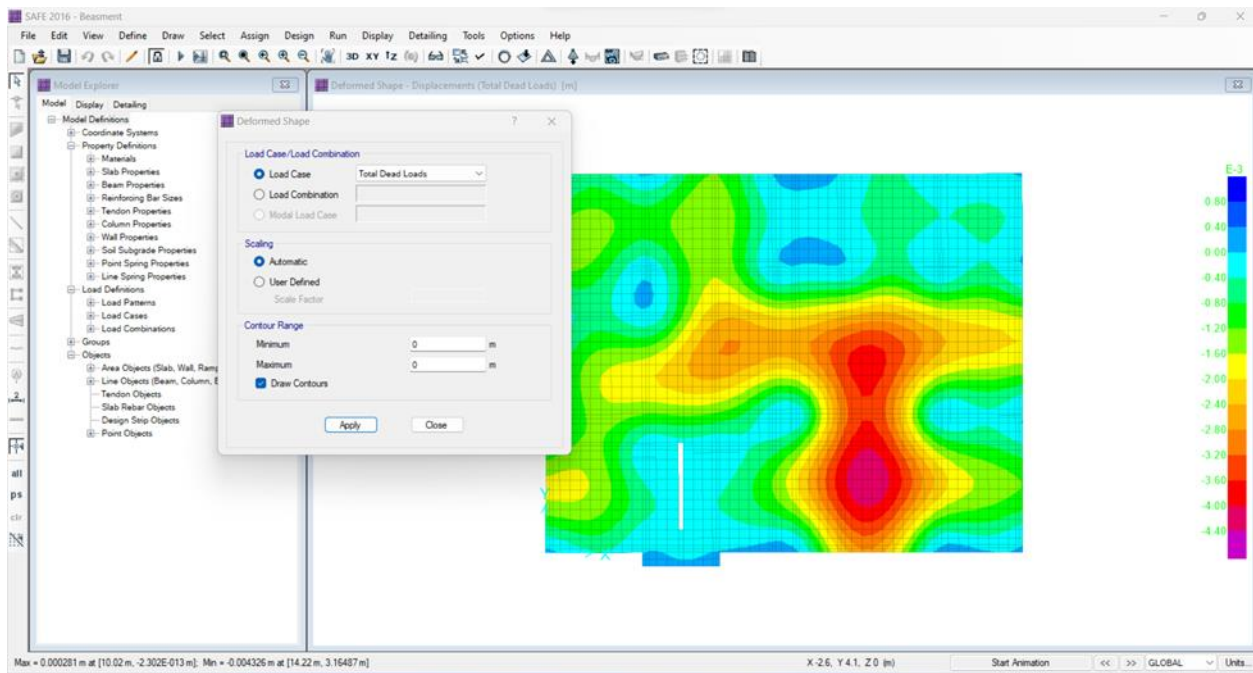 SAFE 2016 - Beasment
File Edit View Define Draw Select Assign Design Run Display Detailing Tools Options Help
3D XY
Model Explorer
Model Display Detailing
Model Definitions
Coordinate Systems
Property Definitions
Materials
Slab Properties
Beam Properties
Reinforcing Bar Sizes
Tendon Properties
Column Properties
Wall Properties
Soil Subgrade Properties
Point Spring Properties
Line Spring Properties
Load Definitions
Load Patterns
Load Cases
Load Combinations
Groups
Objects
Area Objects (Slab, Wall, Ramp
Line Objects (Beam, Column, B
Tendon Objects
Slab Rebar Objects
Design Strip Objects
Point Objects
all
ps
clr
Deformed Shape
Load Case/Load Combination
Load Case Total Dead Loads
Load Combination
Modal Load Case
Scaling
Automatic
User Defined
Scale Factor
Contour Range
Minimum 0 m
Maximum 0 m
Draw Contours
Apply Close
Deformed Shape - Displacements (Total Dead Loads) [m]
Y
X
E-3
0.80
0.40
0.00
-0.40
-0.80
-1.20
-1.60
-2.00
-2.40
-2.80
-3.20
-3.60
-4.00
-4.40
Max = 0.000281 m at [10.02 m, -2.302E-013 m]; Min = -0.004326 m at [14.22 m, 3.16487 m]
X -2.6, Y 4.1, Z 0 (m) Start Animation << >> GLOBAL Units...